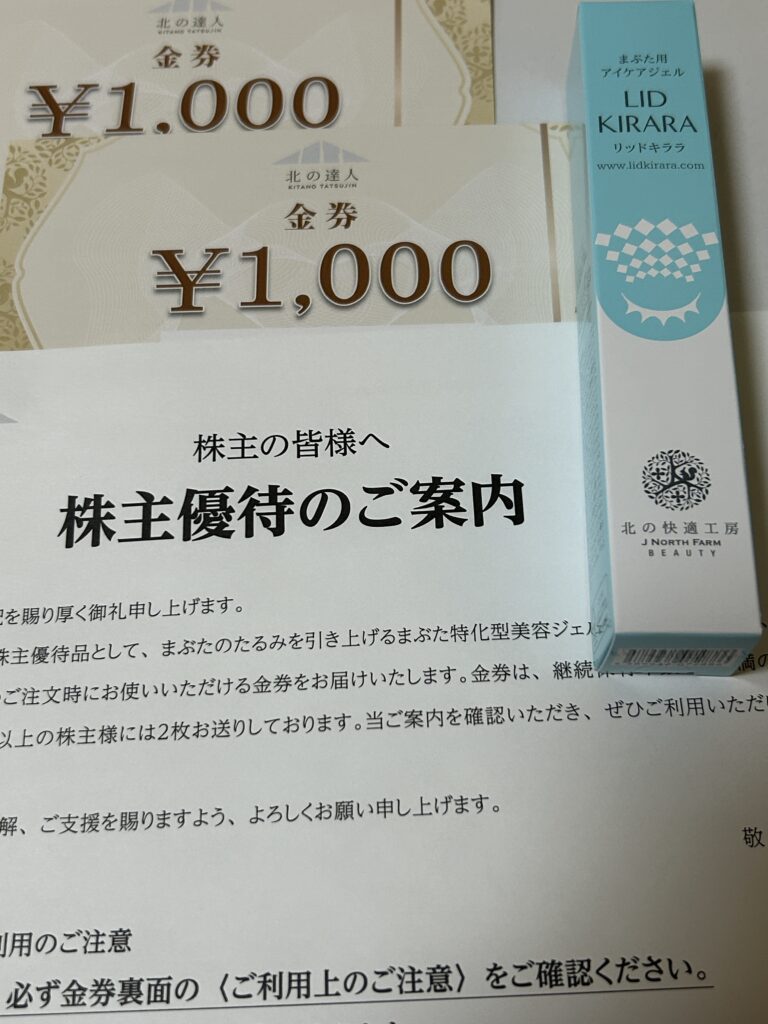 北の達人
KITANO TATSUJIN
金券
¥1,000
北の達人
KITANO TATSUJIN
金券
¥1,000
まぶた用
アイケアジェル
LID
KIRARA
リッドキララ
www.lidkirara.com
北の快適工房
J NORTH FARM
BEAUTY
株主の皆様へ
株主優待のご案内
を賜り厚く御礼申し上げます。
株主優待品として、まぶたのたるみを引き上げるまぶた特化型美容ジェル
ご注文時にお使いいただける金券をお届けいたします。金券は、継続
以上の株主様には2枚お送りしております。当ご案内を確認いただき、ぜひご利用いただ
解、ご支援を賜りますよう、よろしくお願い申し上げます。
敬
利用のご注意
必ず金券裏面の〈ご利用上のご注意〉をご確認ください。